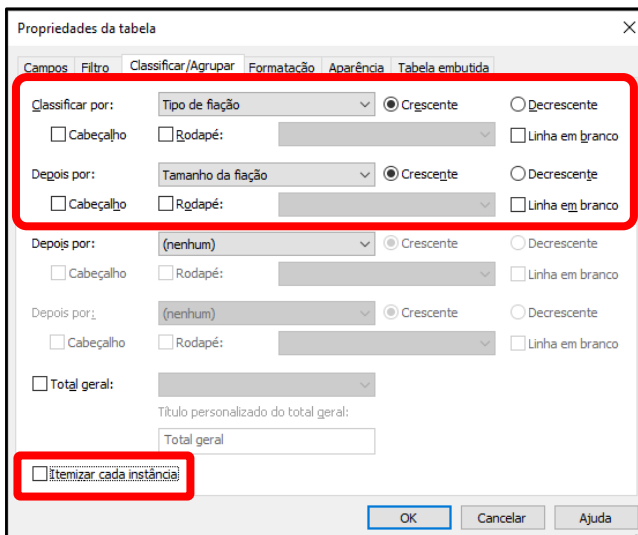 Propriedades da tabela
Campos Filtro Classificar/Agrupar Formatação Aparência Tabela embutida
Classificar por: Tipo de fiação Crescente Decrescente
Cabeçalho Rodapé: Linha em branco
Depois por: Tamanho da fiação Crescente Decrescente
Cabeçalho Rodapé: Linha em branco
Depois por: (nenhum) Crescente Decrescente
Cabeçalho Rodapé: Linha em branco
Depois por: (nenhum) Crescente Decrescente
Cabeçalho Rodapé: Linha em branco
Total geral:
Título personalizado do total geral:
Total geral
Itemizar cada instância
OK Cancelar Ajuda